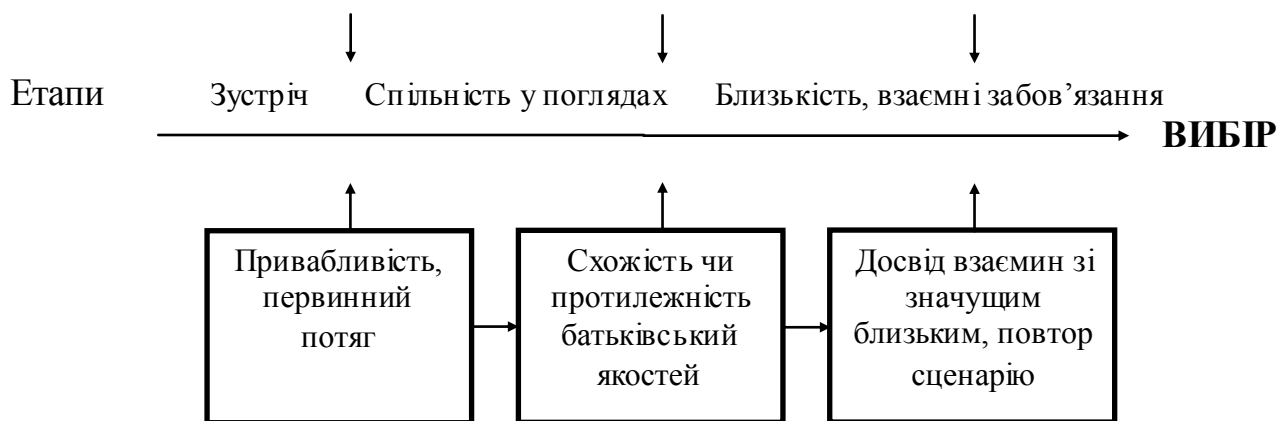 Етапи Зустріч Спільність у поглядах Близькість, взаємні забов’язання
ВИБІР
Привабливість,
первинний
потяг
Схожість чи
протилежність
батьківський
якостей
Досвід взаємин зі
значущим
близьким, повтор
сценарію